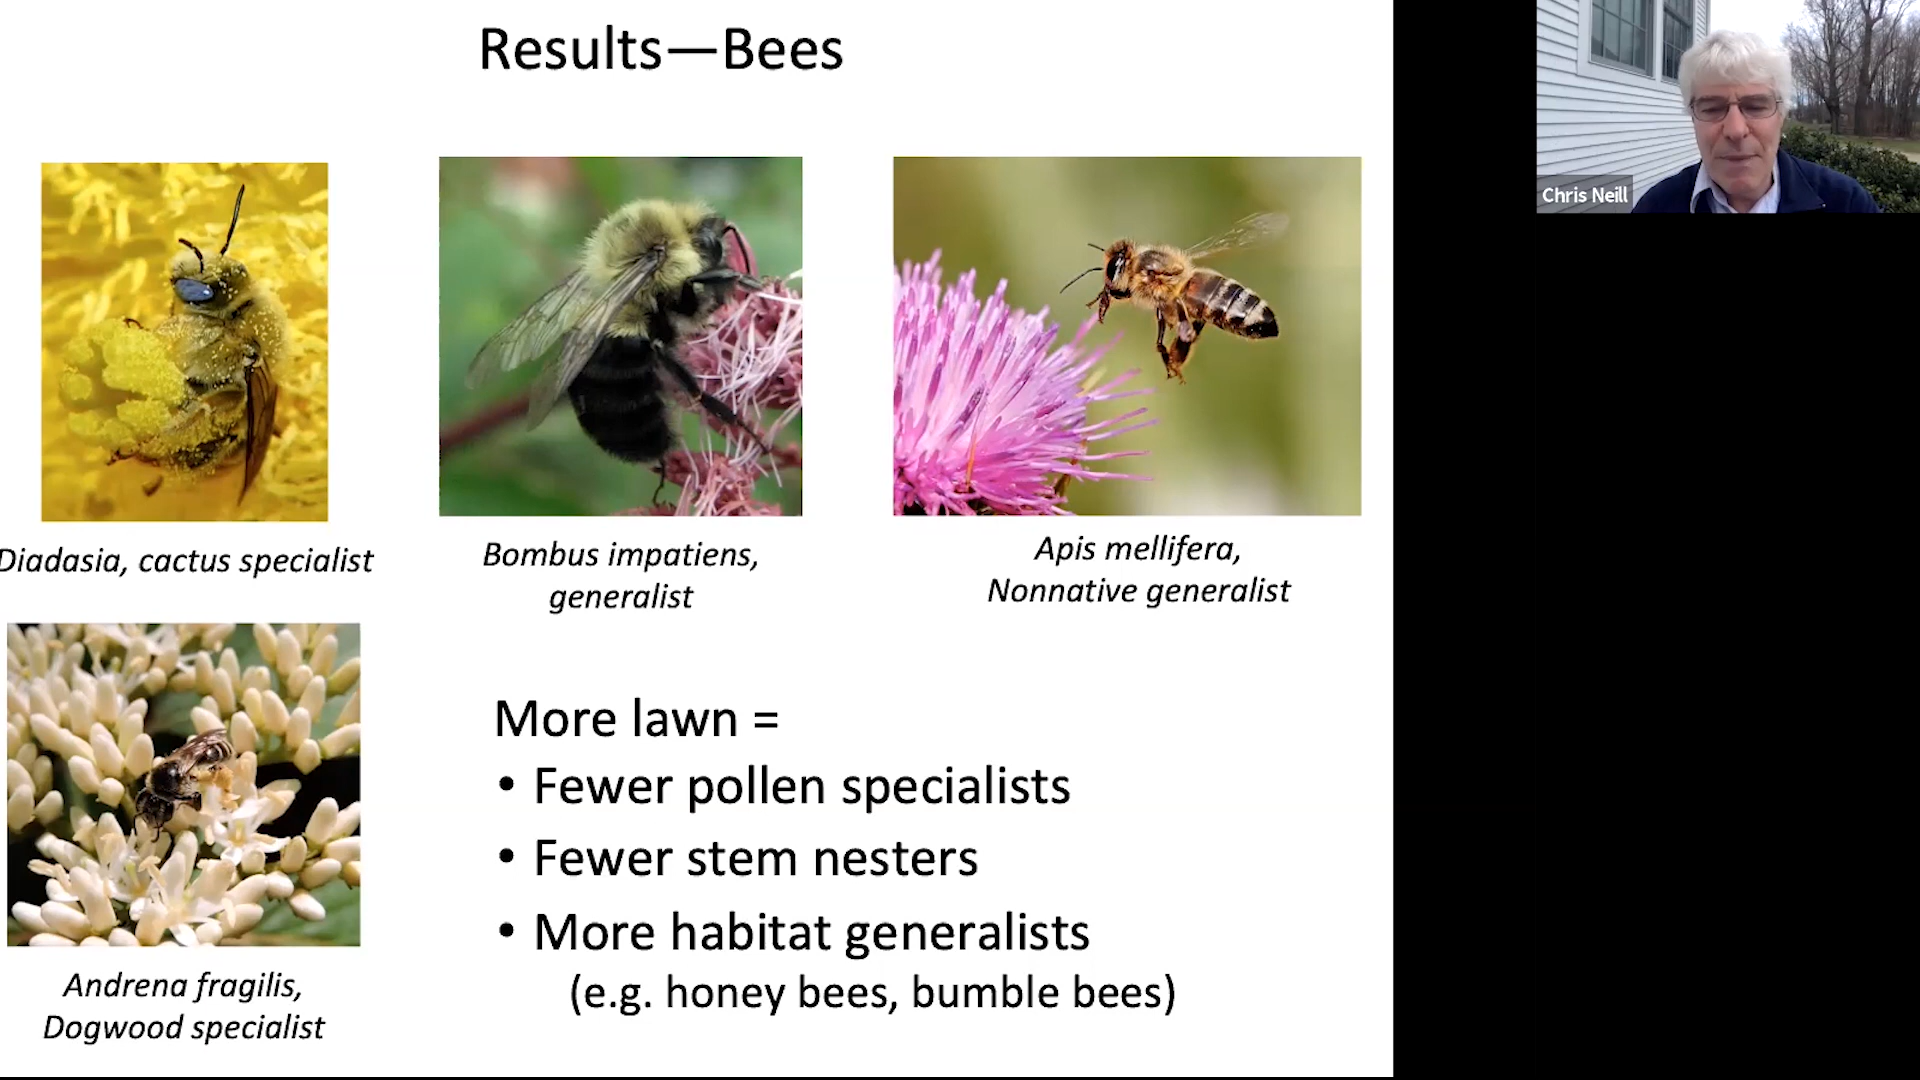 Results—Bees
Chris Neill
Diadasia, cactus specialist
Bombus impatiens,
generalist
Apis mellifera,
Nonnative generalist
Andrena fragilis,
Dogwood specialist
More lawn =
• Fewer pollen specialists
• Fewer stem nesters
• More habitat generalists
(e.g. honey bees, bumble bees)